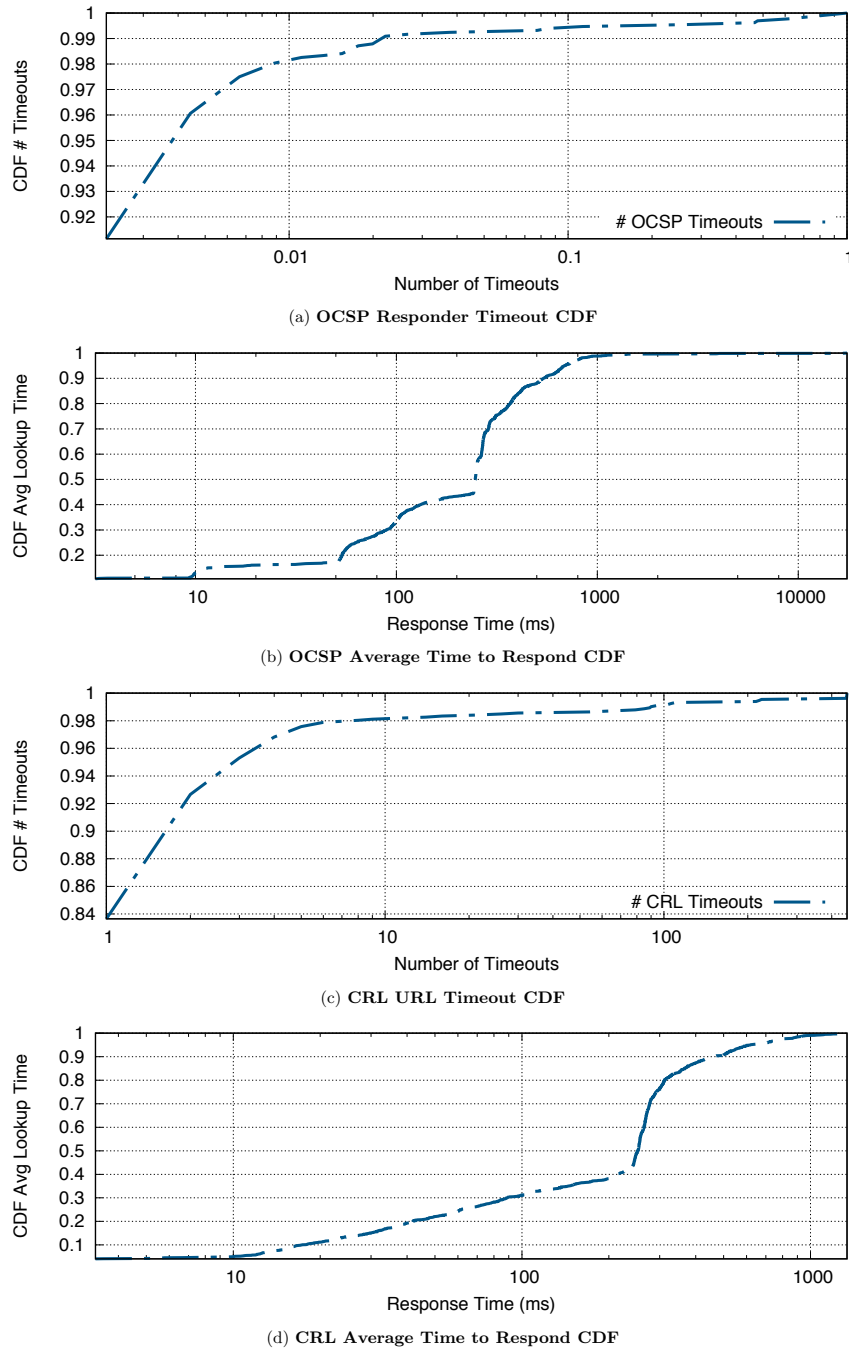 1
0.99
0.98
0.97
0.96
0.95
0.94
0.93
0.92
CDF # Timeouts
# OCSP Timeouts
0.01 0.1 1
Number of Timeouts
(a) OCSP Responder Timeout CDF
1
0.9
0.8
0.7
0.6
0.5
0.4
0.3
0.2
CDF Avg Lookup Time
10 100 1000 10000
Response Time (ms)
(b) OCSP Average Time to Respond CDF
1
0.98
0.96
0.94
0.92
0.9
0.88
0.86
0.84
CDF # Timeouts
# CRL Timeouts
1 10 100
Number of Timeouts
(c) CRL URL Timeout CDF
1
0.9
0.8
0.7
0.6
0.5
0.4
0.3
0.2
0.1
CDF Avg Lookup Time
10 100 1000
Response Time (ms)
(d) CRL Average Time to Respond CDF